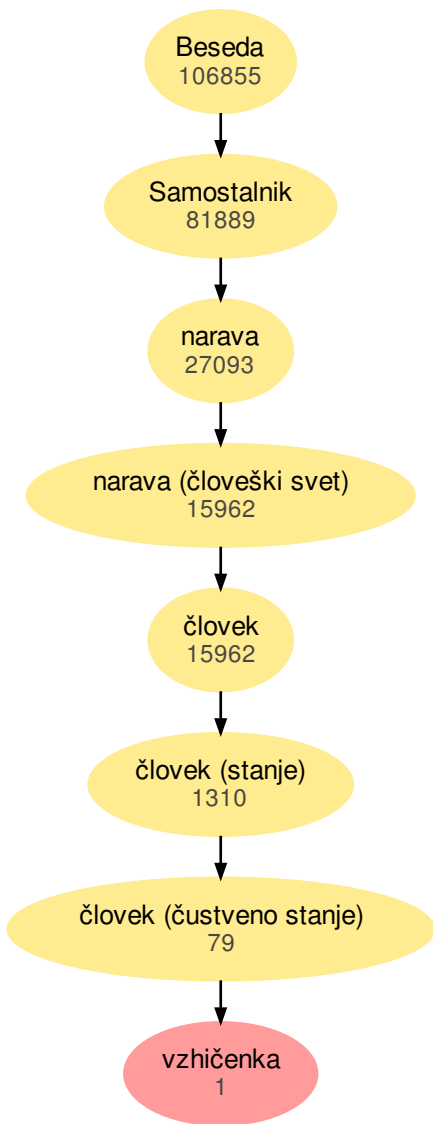 Beseda
106855
Samostalnik
81889
narava
27093
narava (človeški svet)
15962
človek
15962
človek (stanje)
1310
človek (čustveno stanje)
79
vzhičenka
1